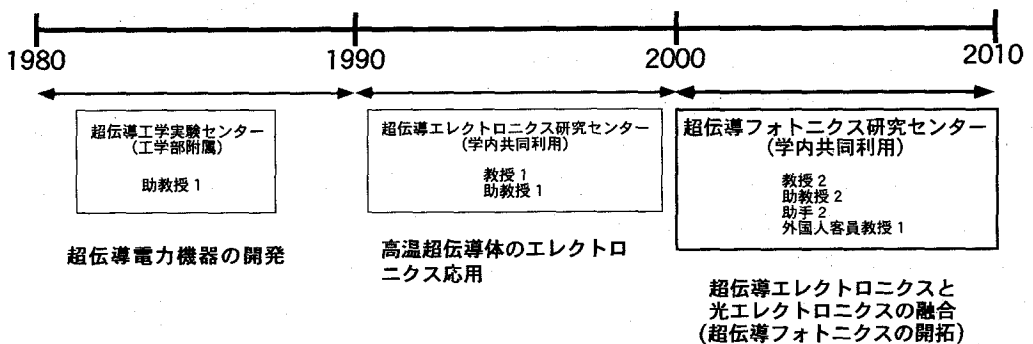 1980
1990
2000
2010
超伝導工学実験センター
(工学部附属)
助教授 1
超伝導電力機器の開発
超伝導エレクトロニクス研究センター
(学内共同利用)
教授 1
助教授 1
高温超伝導体のエレクトロ
ニクス応用
超伝導フォトニクス研究センター
(学内共同利用)
教授 2
助教授 2
助手 2
外国人客員教授 1
超伝導エレクトロニクスと
光エレクトロニクスの融合
(超伝導フォトニクスの開拓)